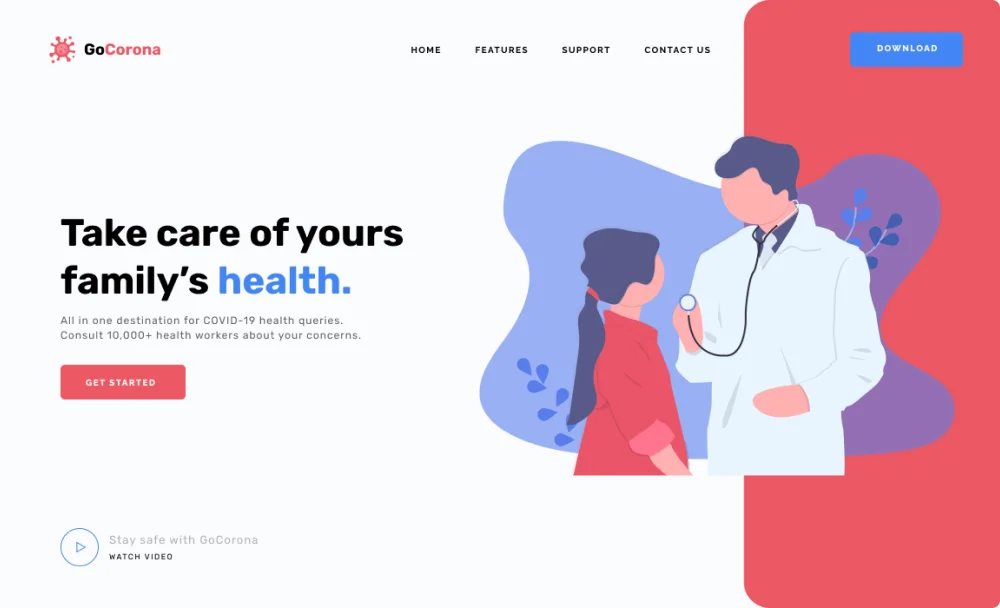 GoCorona
HOME
FEATURES
SUPPORT
CONTACT US
DOWNLOAD
Take care of yours
family’s health.
All in one destination for COVID-19 health queries.
Consult 10,000+ health workers about your concerns.
GET STARTED
Stay safe with GoCorona
WATCH VIDEO